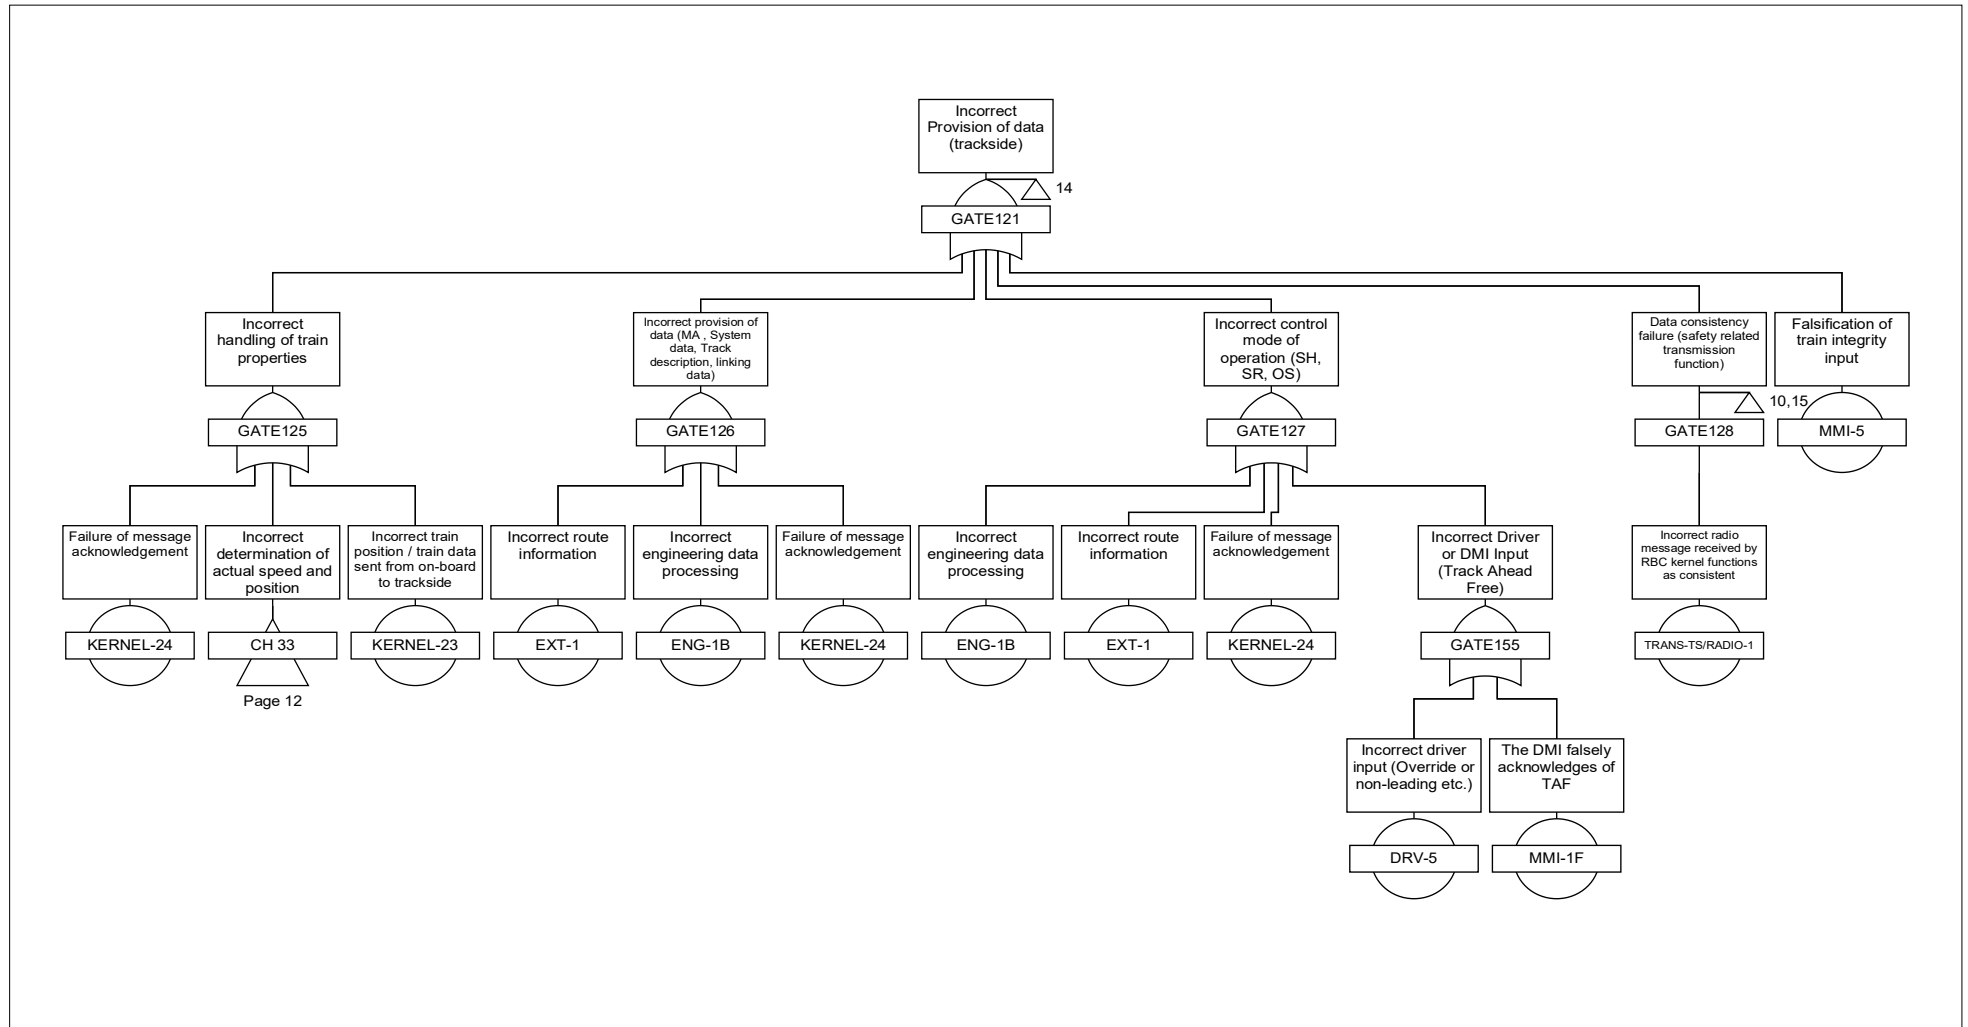 Incorrect
Provision of data
(trackside)
14
GATE121
Incorrect
handling of train
properties
GATE125
Incorrect provision of
data (MA , System
data, Track
description, linking
data)
GATE126
Incorrect control
mode of
operation (SH,
SR, OS)
GATE127
Data consistency
failure (safety related
transmission
function)
10,15
GATE128
Falsification of
train integrity
input
MMI-5
Failure of message
acknowledgement
KERNEL-24
Incorrect
determination of
actual speed and
position
CH 33
Page 12
Incorrect train
position / train data
sent from on-board
to trackside
KERNEL-23
Incorrect route
information
EXT-1
Incorrect
engineering data
processing
ENG-1B
Failure of message
acknowledgement
KERNEL-24
Incorrect
engineering data
processing
ENG-1B
Incorrect route
information
EXT-1
Failure of message
acknowledgement
KERNEL-24
Incorrect Driver
or DMI Input
(Track Ahead
Free)
GATE155
Incorrect radio
message received by
RBC kernel functions
as consistent
TRANS-TS/RADIO-1
Incorrect driver
input (Override or
non-leading etc.)
DRV-5
The DMI falsely
acknowledges of
TAF
MMI-1F